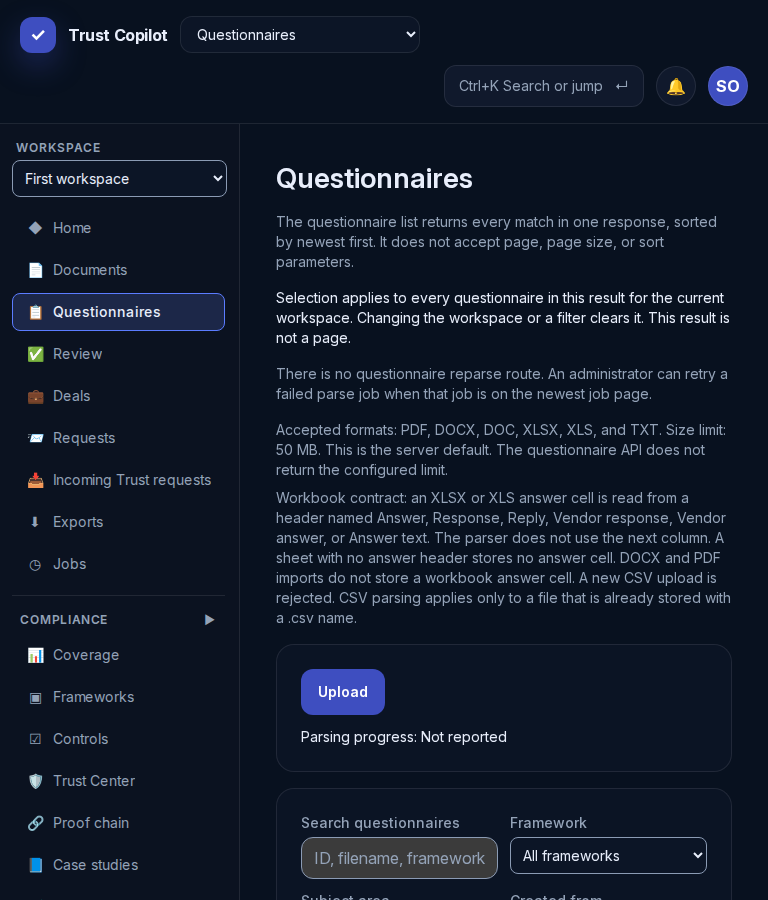 Trust Copilot
Questionnaires
Ctrl+K Search or jump ↵
SO
WORKSPACE
First workspace
Home
Documents
Questionnaires
Review
Deals
Requests
Incoming Trust requests
Exports
Jobs
COMPLIANCE
Coverage
Frameworks
Controls
Trust Center
Proof chain
Case studies
Questionnaires
The questionnaire list returns every match in one response, sorted
by newest first. It does not accept page, page size, or sort
parameters.
Selection applies to every questionnaire in this result for the current
workspace. Changing the workspace or a filter clears it. This result is
not a page.
There is no questionnaire reparse route. An administrator can retry a
failed parse job when that job is on the newest job page.
Accepted formats: PDF, DOCX, DOC, XLSX, XLS, and TXT. Size limit:
50 MB. This is the server default. The questionnaire API does not
return the configured limit.
Workbook contract: an XLSX or XLS answer cell is read from a
header named Answer, Response, Reply, Vendor response, Vendor
answer, or Answer text. The parser does not use the next column. A
sheet with no answer header stores no answer cell. DOCX and PDF
imports do not store a workbook answer cell. A new CSV upload is
rejected. CSV parsing applies only to a file that is already stored with
a .csv name.
Upload
Parsing progress: Not reported
Search questionnaires
ID, filename, framework
Framework
All frameworks
Subject area
Created from